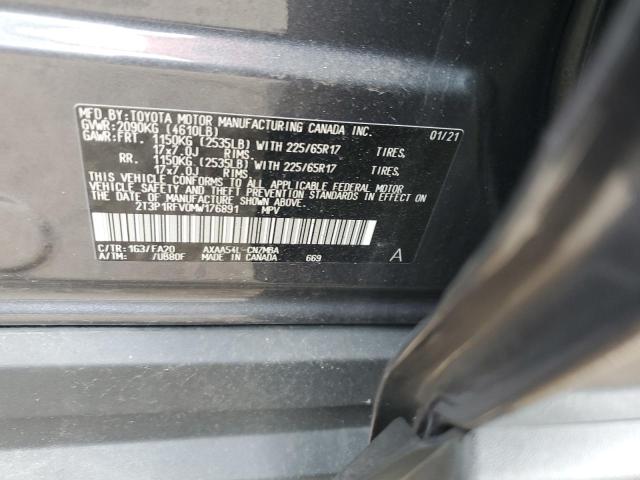 MFD.BY:TOYOTA MOTOR MANUFACTURING CANADA INC. 01/21
GVWR:2090KG (4610LB)
GAWR:FRT. 1150KG (2535LB) WITH 225/65R17 TIRES,
17x7.0J RIMS.
RR. 1150KG (2535LB) WITH 225/65R17 TIRES,
17x7.0J RIMS.
THIS VEHICLE CONFORMS TO ALL APPLICABLE FEDERAL MOTOR
VEHICLE SAFETY AND THEFT PREVENTION STANDARDS IN EFFECT ON
THE DATE OF MANUFACTURE SHOWN ABOVE.
2T3P1RFV0MW176891 MPV
C/TR:1G3/FA20 AXAA54L-CNZMBA
A/TM: /UB80F MADE IN CANADA 669 A